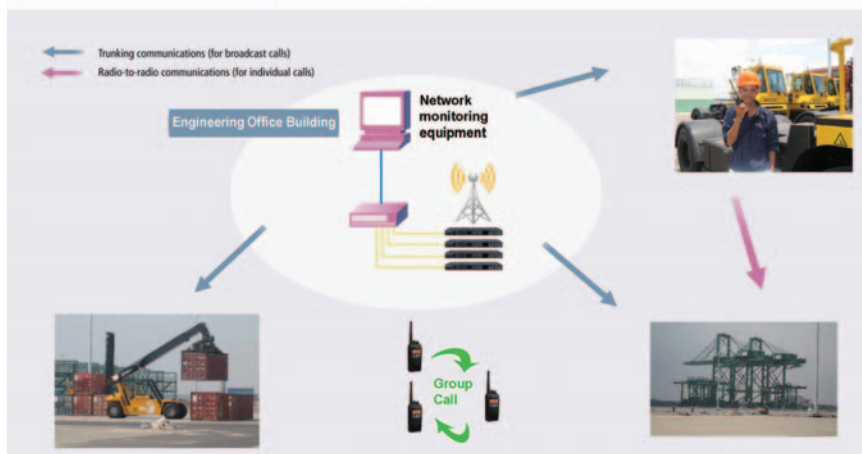 Trunking communications (for broadcast calls)
Radio-to-radio communications (for individual calls)
Engineering Office Building
Network
monitoring
equipment
Group
Call